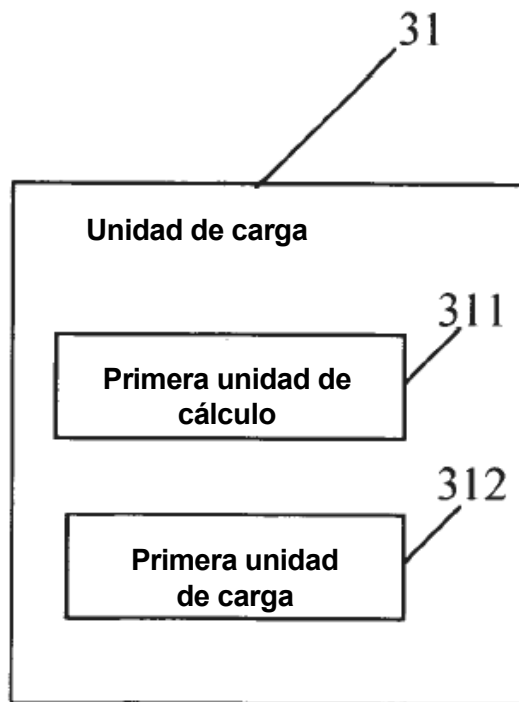 31
Unidad de carga
311
Primera unidad de
cálculo
312
Primera unidad
de carga